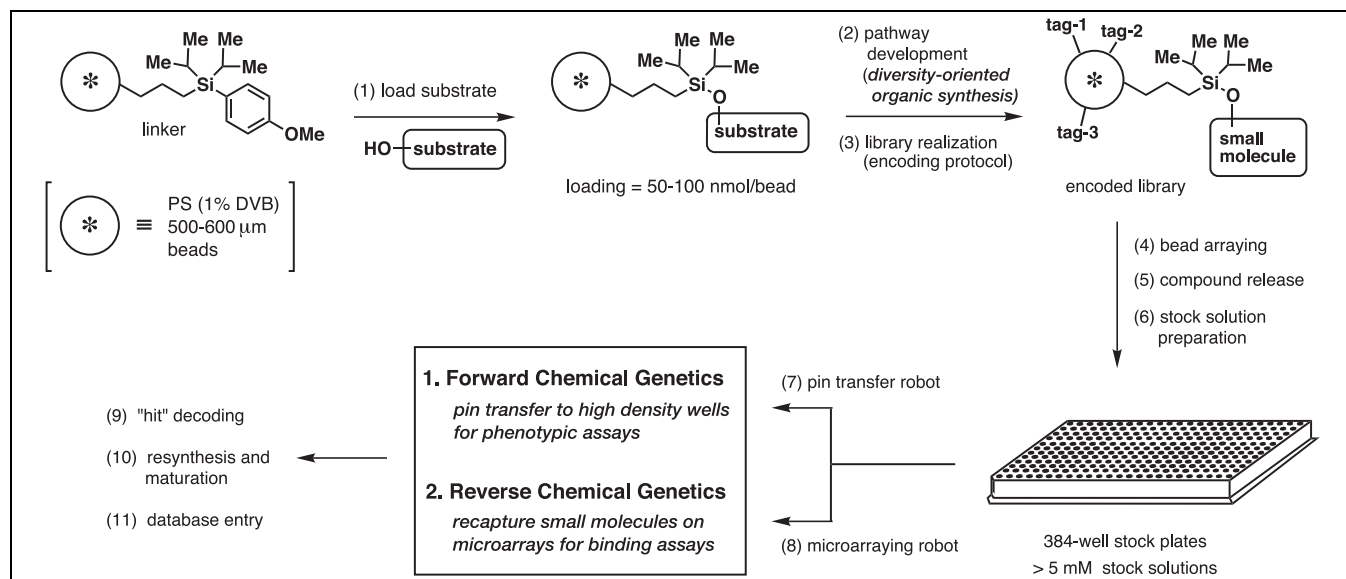 Me
Me
Me
Me
Si
*
linker
OMe
(1) load substrate
HO
substrate
[ * ≡ PS (1% DVB)
500-600 µm
beads ]
Me
Me
Me
Me
Si
O
*
substrate
loading = 50-100 nmol/bead
(2) pathway
development
(diversity-oriented
organic synthesis)
(3) library realization
(encoding protocol)
tag-1
tag-2
tag-3
*
Me
Me
Me
Me
Si
O
small
molecule
encoded library
(4) bead arraying
(5) compound release
(6) stock solution
preparation
384-well stock plates
> 5 mM stock solutions
(7) pin transfer robot
(8) microarraying robot
1. Forward Chemical Genetics
pin transfer to high density wells
for phenotypic assays
2. Reverse Chemical Genetics
recapture small molecules on
microarrays for binding assays
(9) "hit" decoding
(10) resynthesis and
maturation
(11) database entry